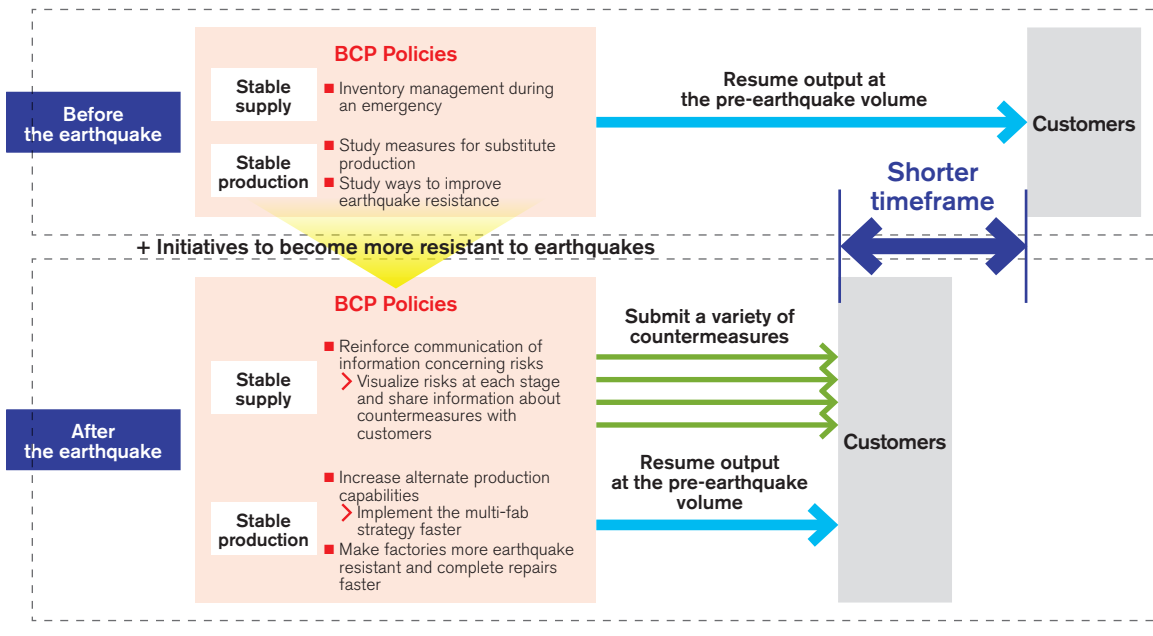 BCP Policies
Stable
supply
Inventory management during
an emergency
Before
the earthquake
Stable
production
Study measures for substitute
production
Study ways to improve
earthquake resistance
Resume output at
the pre-earthquake volume
Customers
Shorter
timeframe
+ Initiatives to become more resistant to earthquakes
BCP Policies
Stable
supply
Reinforce communication of
information concerning risks
Visualize risks at each stage
and share information about
countermeasures with
customers
After
the earthquake
Stable
production
Increase alternate production
capabilities
Implement the multi-fab
strategy faster
Make factories more earthquake
resistant and complete repairs
faster
Submit a variety of
countermeasures
Resume output
at the pre-earthquake
volume
Customers